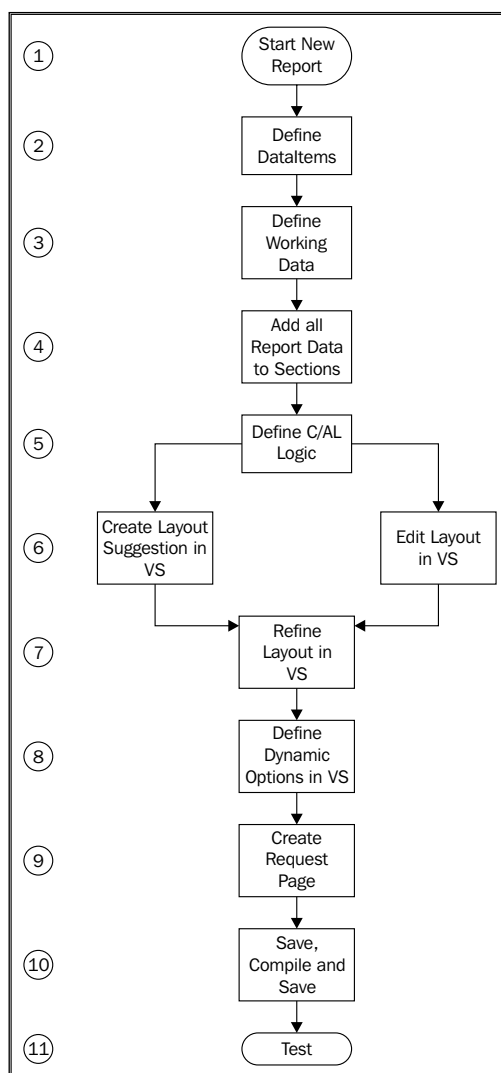 1
Start New
Report
2
Define
DataItems
3
Define
Working
Data
4
Add all
Report Data
to Sections
5
Define C/AL
Logic
6
Create Layout
Suggestion in
VS
Edit Layout
in VS
7
Refine
Layout in
VS
8
Define
Dynamic
Options in VS
9
Create
Request
Page
10
Save,
Compile and
Save
11
Test